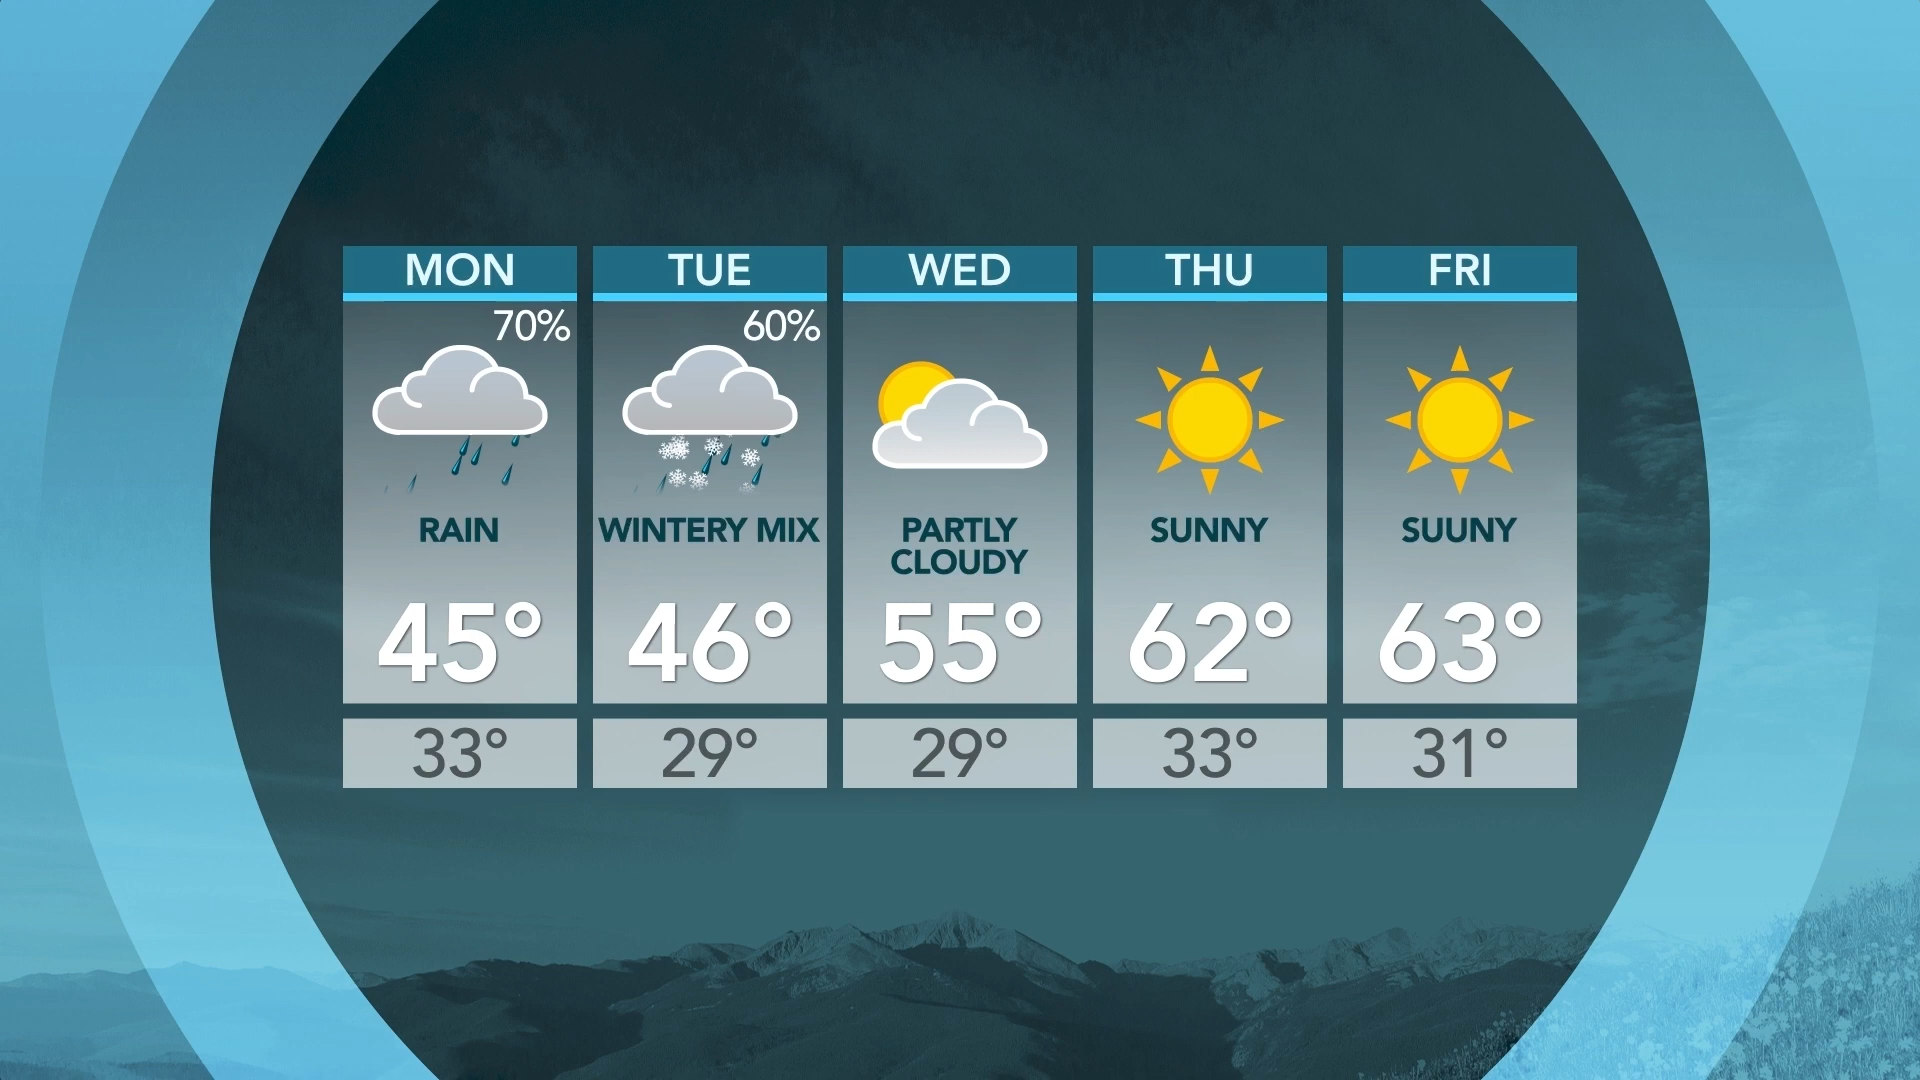 MON
70%
RAIN
45°
33°
TUE
60%
WINTERY MIX
46°
29°
WED
PARTLY
CLOUDY
55°
29°
THU
SUNNY
62°
33°
FRI
SUUNY
63°
31°